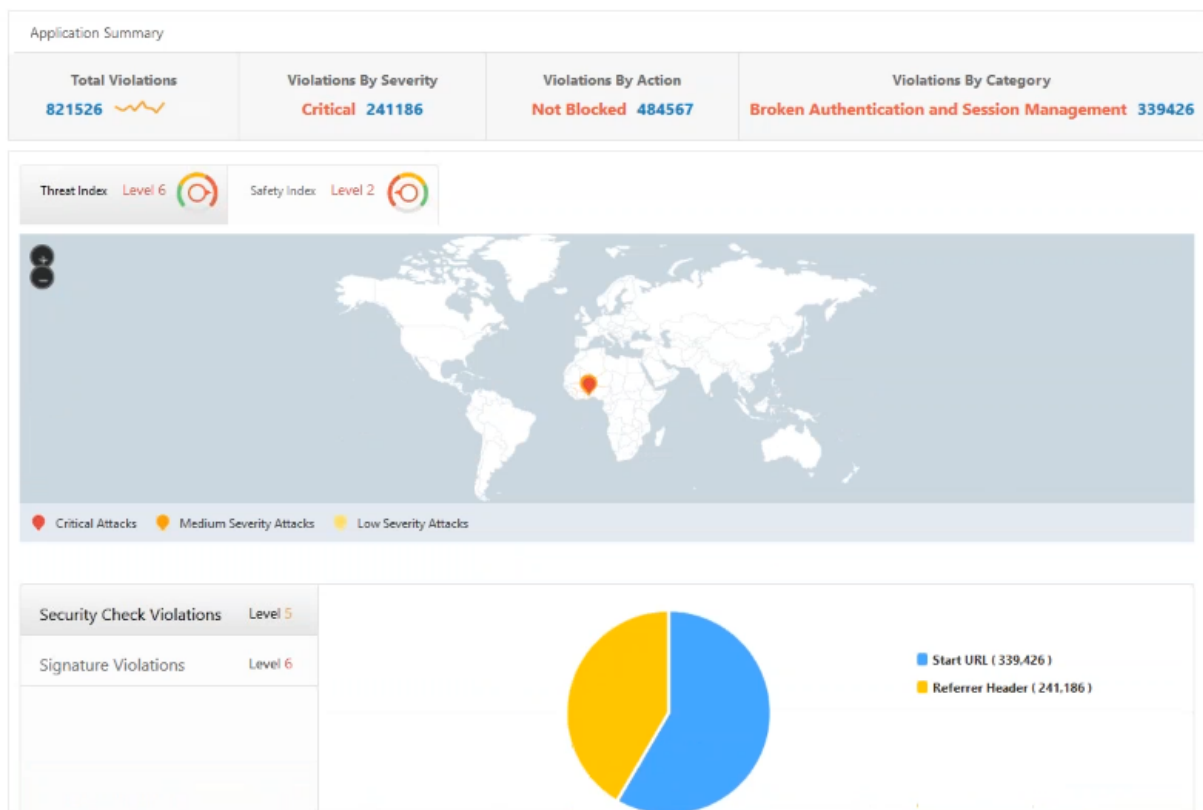 Application Summary
Total Violations
821526
Violations By Severity
Critical 241186
Violations By Action
Not Blocked 484567
Violations By Category
Broken Authentication and Session Management 339426
Threat Index Level 6
Safety Index Level 2
+
−
Critical Attacks
Medium Severity Attacks
Low Severity Attacks
Security Check Violations Level 5
Signature Violations Level 6
Start URL ( 339,426 )
Referrer Header ( 241,186 )